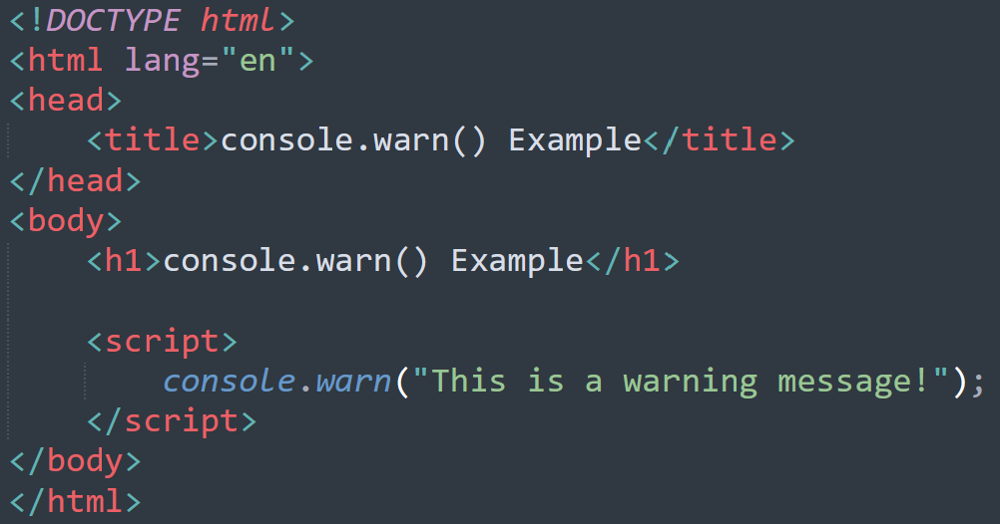 <!DOCTYPE html>
<html lang="en">
<head>
    <title>console.warn() Example</title>
</head>
<body>
    <h1>console.warn() Example</h1>

    <script>
        console.warn("This is a warning message!");
    </script>
</body>
</html>